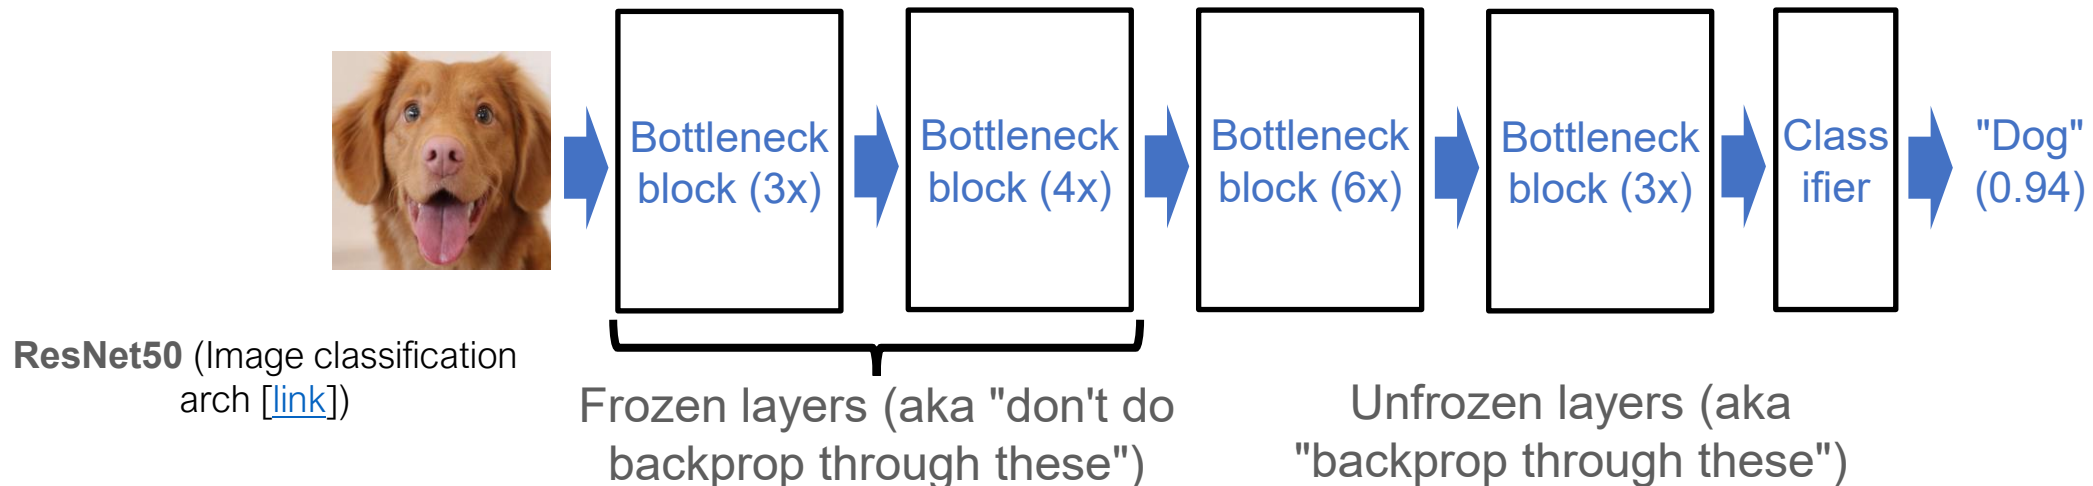 Bottleneck
block (3x)
Bottleneck
block (4x)
Bottleneck
block (6x)
Bottleneck
block (3x)
Class
ifier
"Dog"
(0.94)
ResNet50 (Image classification
arch [link])
Frozen layers (aka "don't do
backprop through these")
Unfrozen layers (aka
"backprop through these")